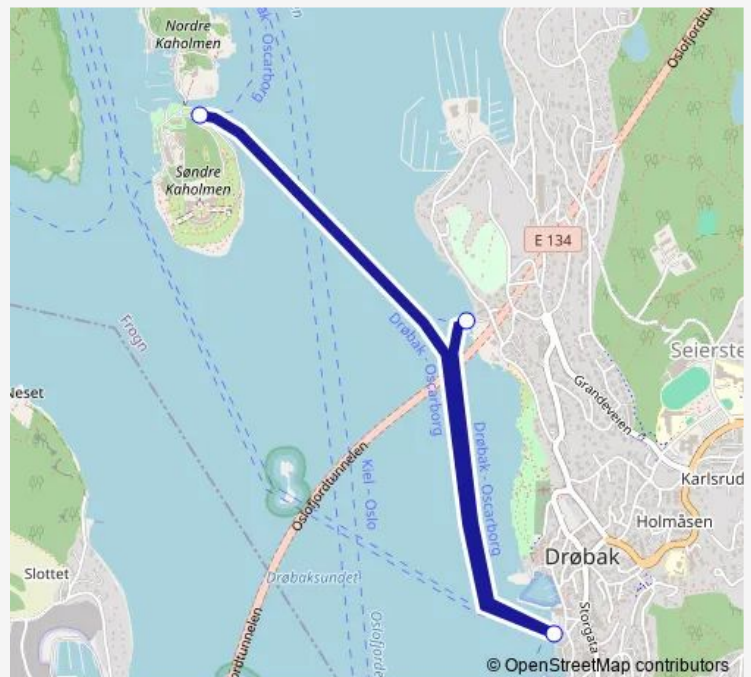 Nordre
Kaholmen
Drøbak - Oscarborg
Oslofjordtunnelen
Søndre
Kaholmen
E 134
Frogn
Drøbak - Oscarborg
Seierste
Neset
Grandeveien
Drøbak - Oscarborg
Kiel - Oslo
Karlsrud
Oslofjordtunnelen
Holmåsen
Drøbak
Slottet
Drøbaksundet
Storgata
© OpenStreetMap contributors